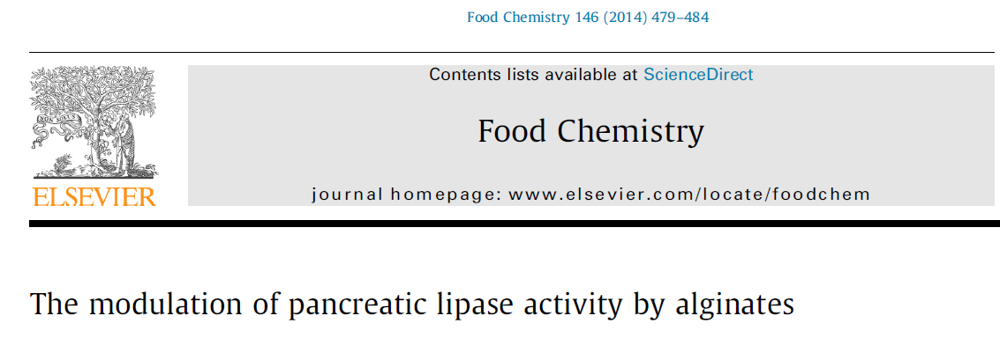 Food Chemistry 146 (2014) 479–484
Contents lists available at ScienceDirect
Food Chemistry
journal homepage: www.elsevier.com/locate/foodchem
ELSEVIER
The modulation of pancreatic lipase activity by alginates